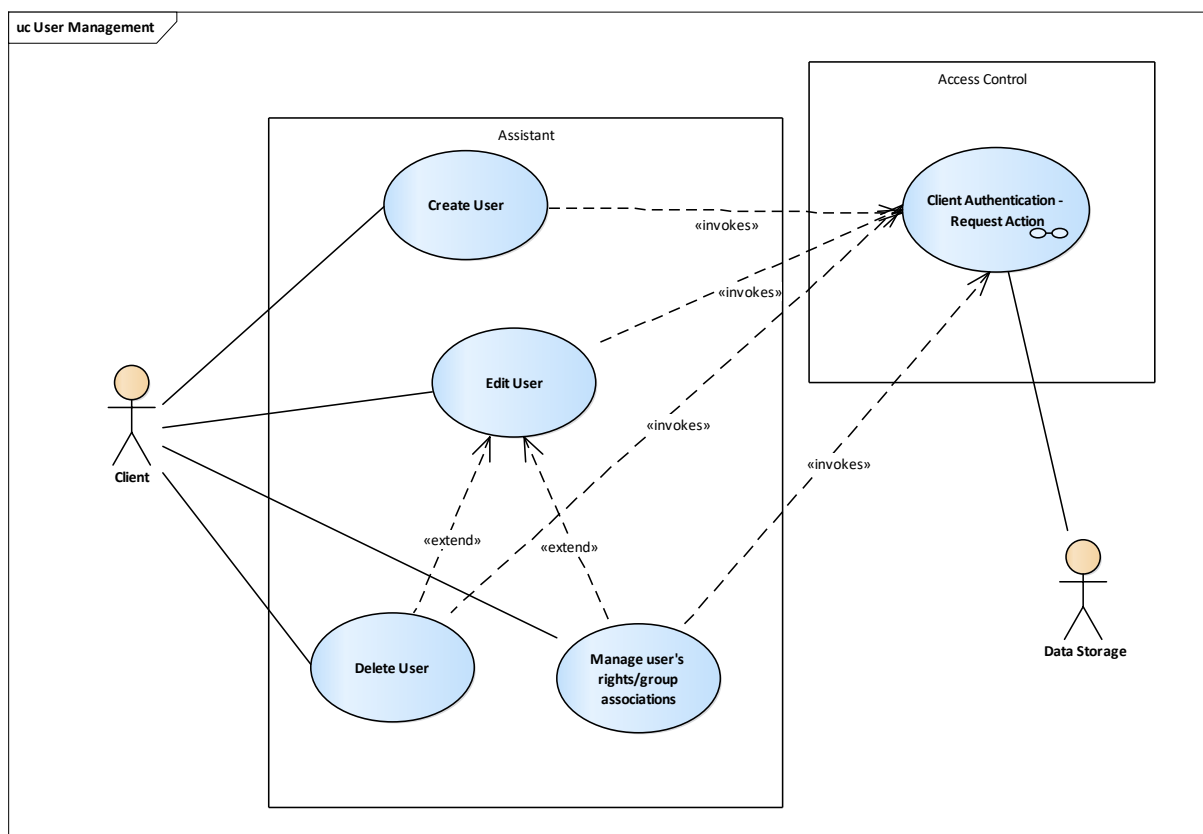 uc User Management
Access Control
Assistant
Create User
Client Authentication -
Request Action
«invokes»
«invokes»
Edit User
«invokes»
«invokes»
Client
«extend»
«extend»
Data Storage
Delete User
Manage user's
rights/group
associations